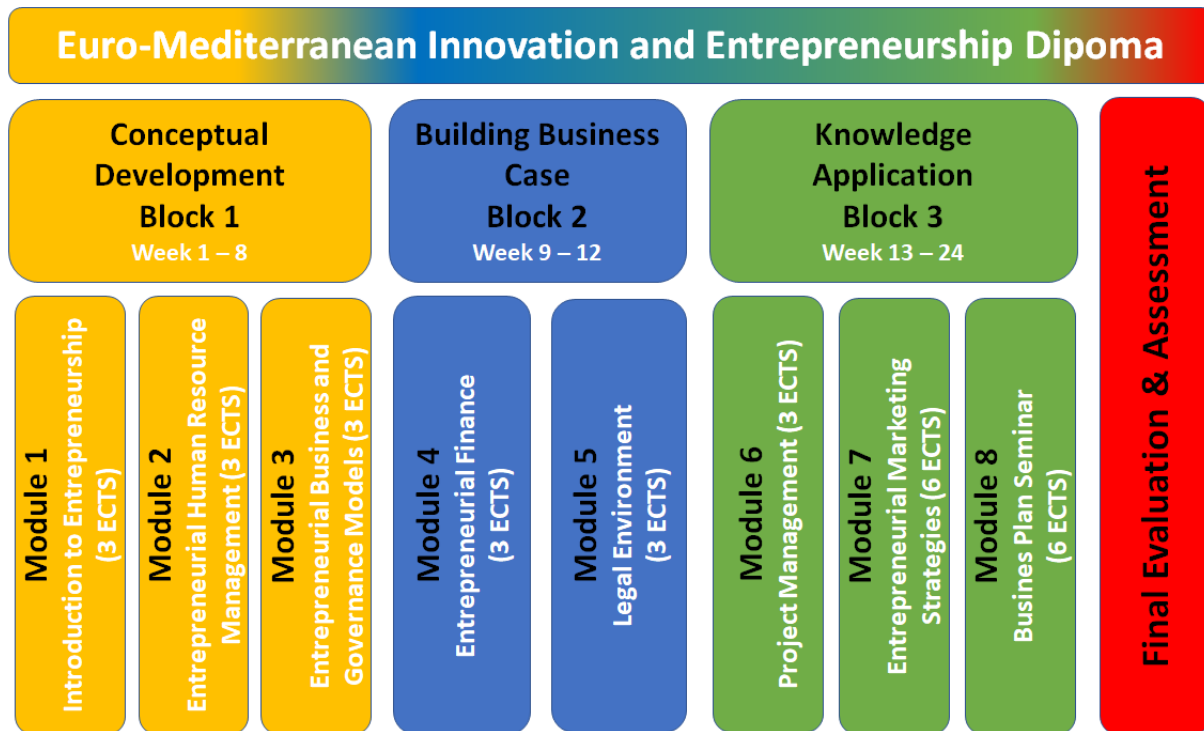 Euro-Mediterranean Innovation and Entrepreneurship Dipoma
Conceptual
Development
Block 1
Week 1 – 8
Building Business
Case
Block 2
Week 9 – 12
Knowledge
Application
Block 3
Week 13 – 24
Module 1
Introduction to Entrepreneurship
(3 ECTS)
Module 2
Entrepreneurial Human Resource
Management (3 ECTS)
Module 3
Entrepreneurial Business and
Governance Models (3 ECTS)
Module 4
Entrepreneurial Finance
(3 ECTS)
Module 5
Legal Environment
(3 ECTS)
Module 6
Project Management (3 ECTS)
Module 7
Entrepreneurial Marketing
Strategies (6 ECTS)
Module 8
Busines Plan Seminar
(6 ECTS)
Final Evaluation & Assessment